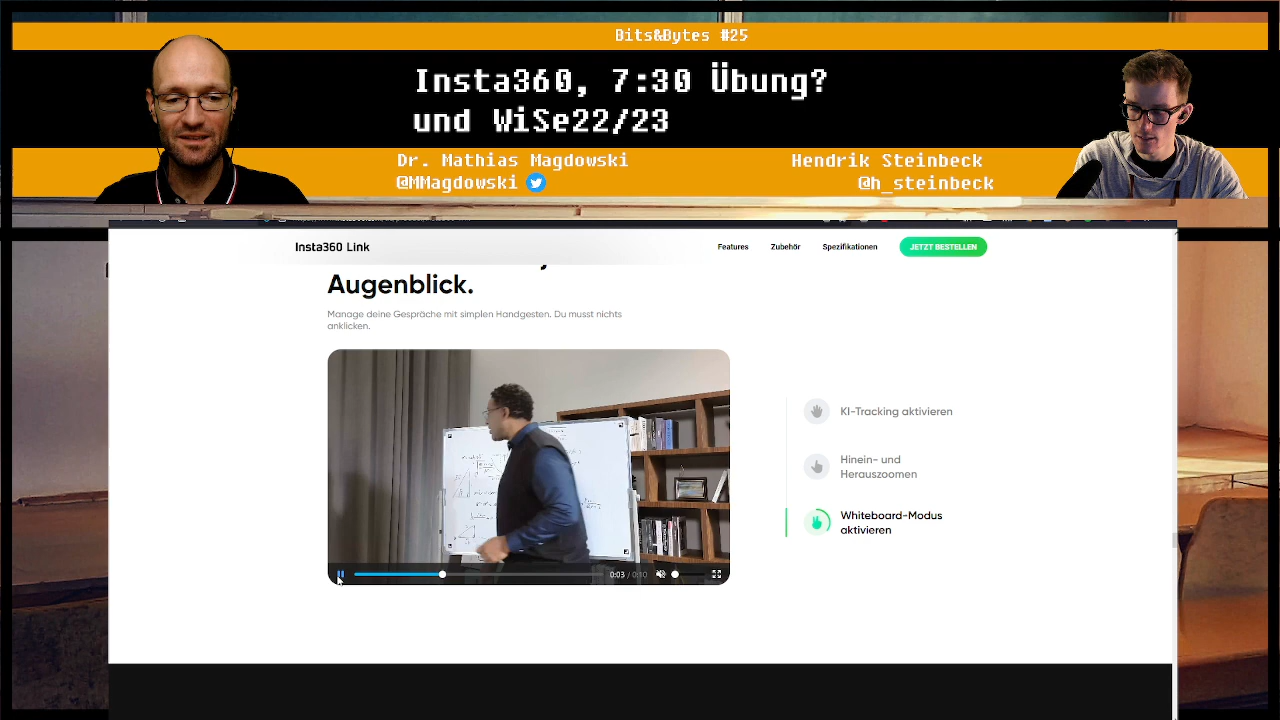 Bits&Bytes #25
Insta360, 7:30 Übung?
und WiSe22/23
Dr. Mathias Magdowski
@MMagdowski
Hendrik Steinbeck
@h_steinbeck
Insta360 Link
Features
Zubehör
Spezifikationen
JETZT BESTELLEN
Augenblick.
Manage deine Gespräche mit simplen Handgesten. Du musst nichts
anklicken.
KI-Tracking aktivieren
Hinein- und
Herauszoomen
Whiteboard-Modus
aktivieren
0:03 / 0:10